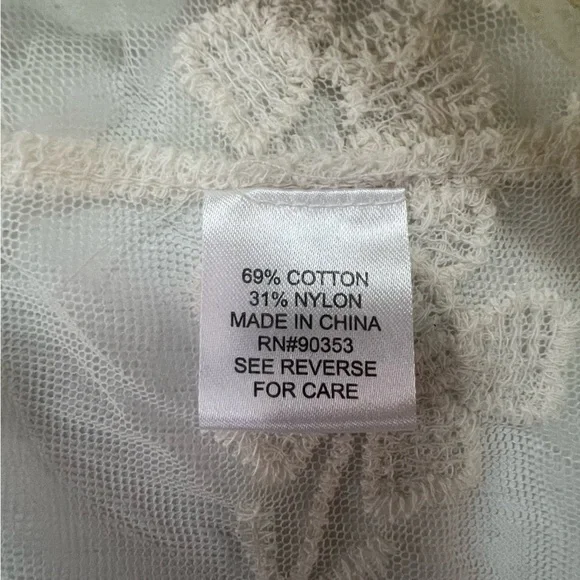 69% COTTON
31% NYLON
MADE IN CHINA
RN#90353
SEE REVERSE
FOR CARE